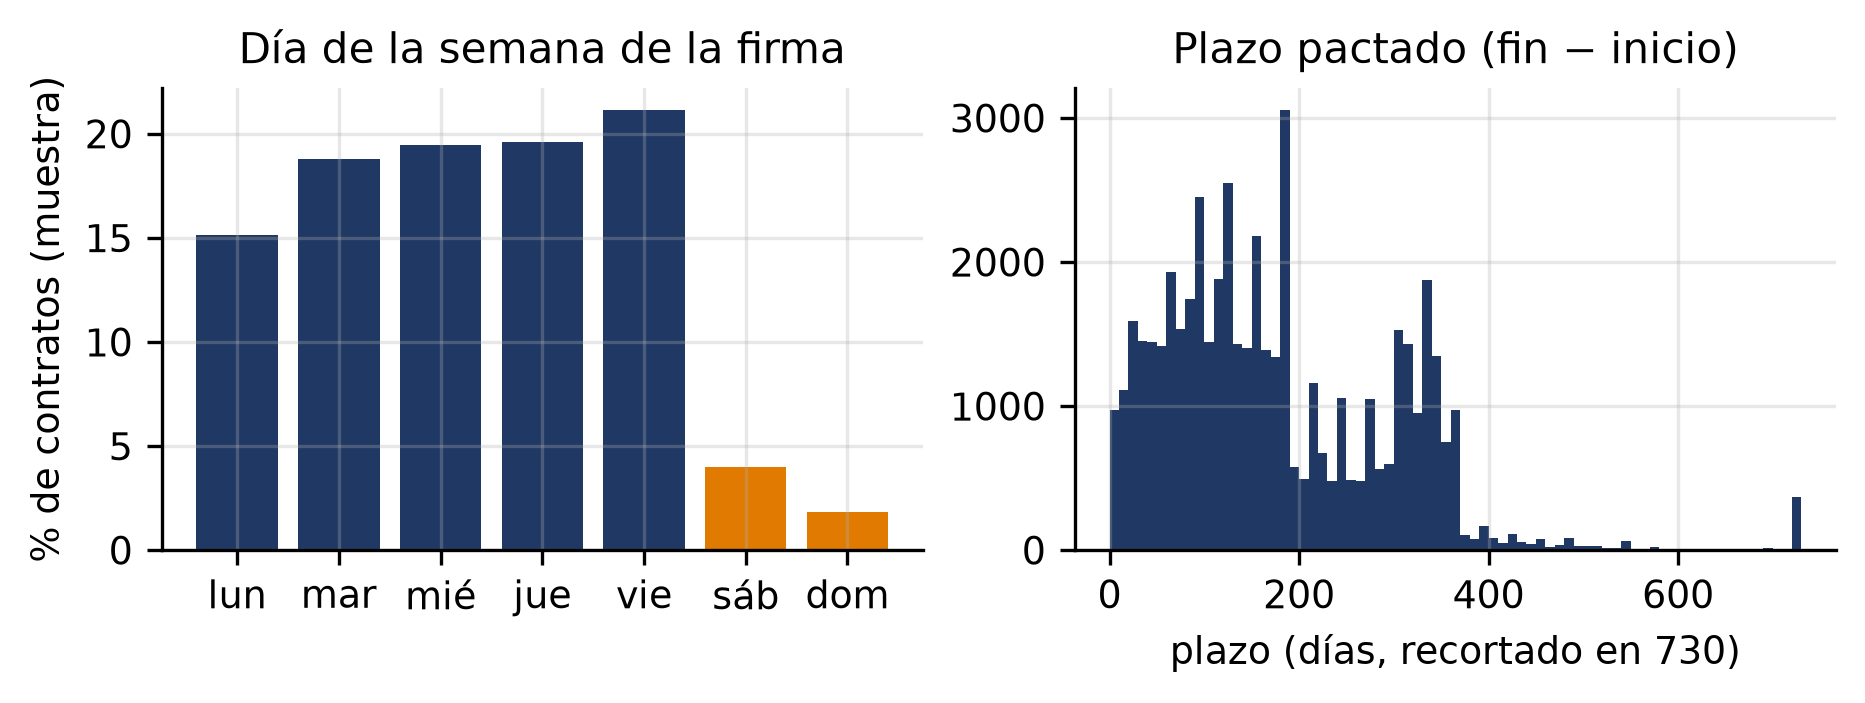 Día de la semana de la firma
% de contratos (muestra)
20
15
10
5
0
lun mar mié jue vie sáb dom
Plazo pactado (fin − inicio)
3000
2000
1000
0
0 200 400 600
plazo (días, recortado en 730)